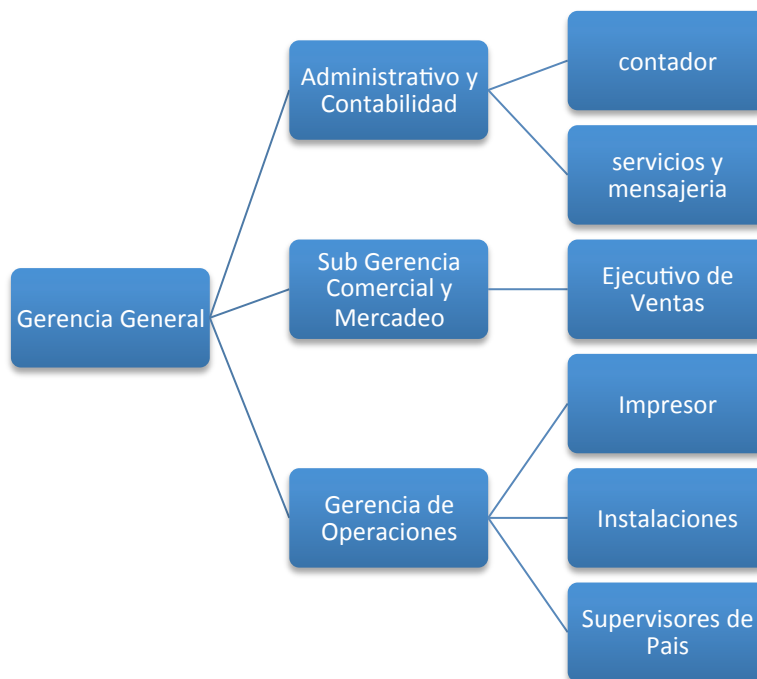 Gerencia General
Administrativo y
Contabilidad
contador
servicios y
mensajeria
Sub Gerencia
Comercial y
Mercadeo
Ejecutivo de
Ventas
Gerencia de
Operaciones
Impresor
Instalaciones
Supervisores de
Pais